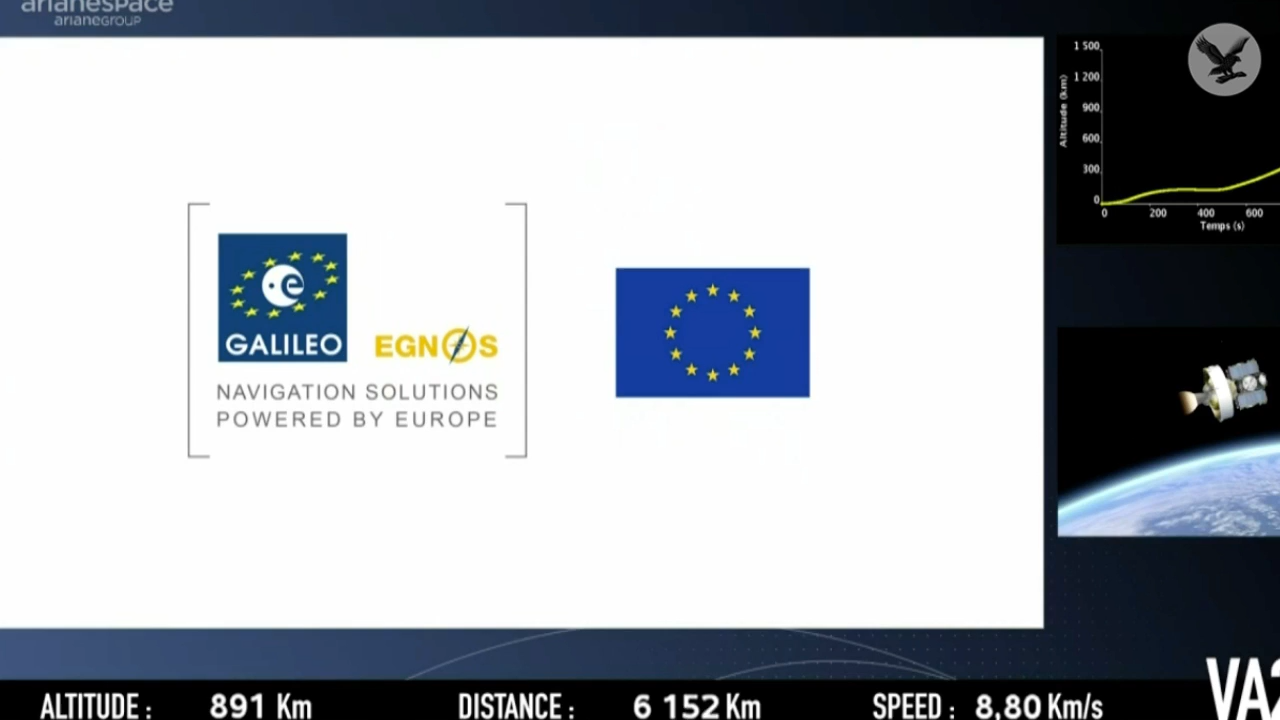 arianespace
arianeGROUP
1 500
1 200
900
600
300
0
Altitude (km)
0 200 400 600
Temps (s)
GALILEO
EGNOS
NAVIGATION SOLUTIONS
POWERED BY EUROPE
VA2
ALTITUDE : 891 Km DISTANCE : 6 152 Km SPEED : 8,80 Km/s